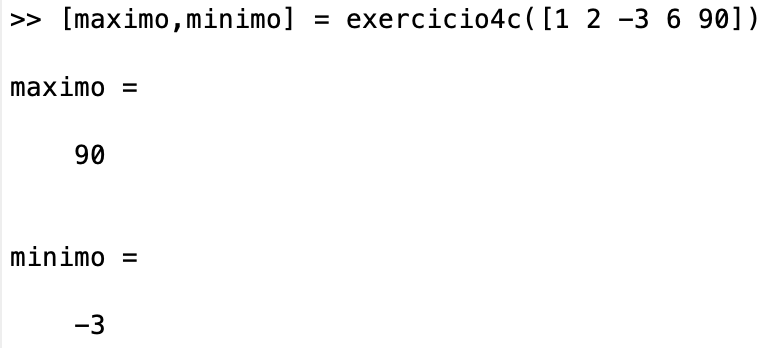 >> [maximo,minimo] = exercicio4c([1 2 -3 6 90])
maximo =
90
minimo =
-3